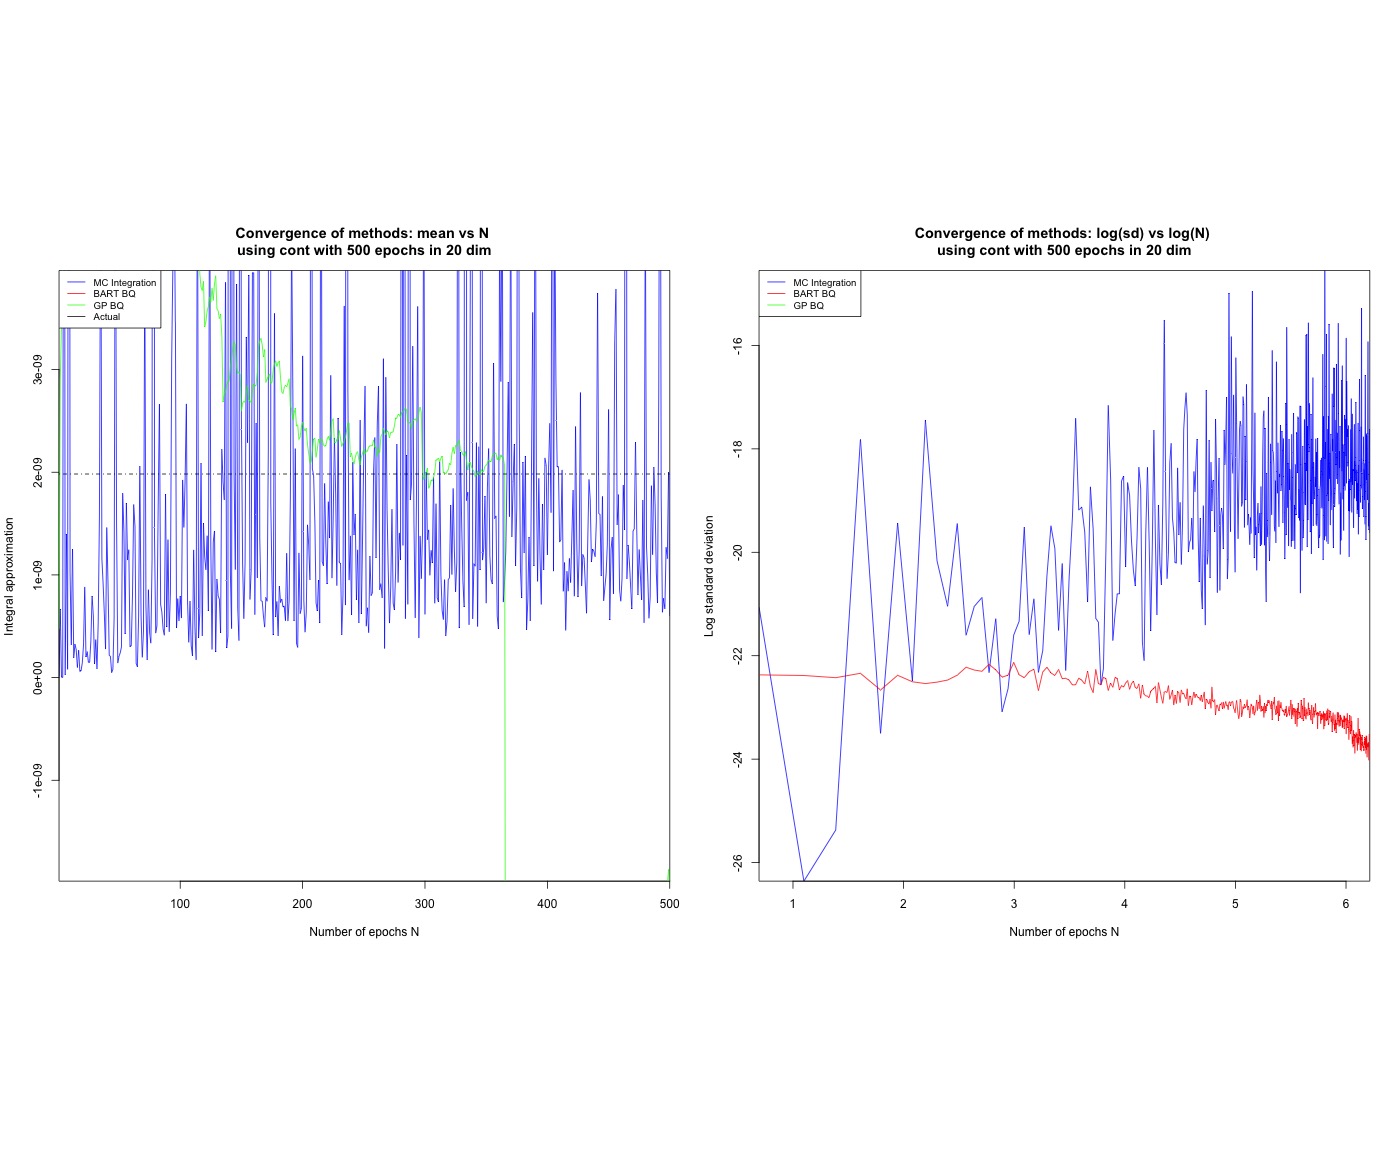 Convergence of methods: mean vs N
using cont with 500 epochs in 20 dim
MC Integration
BART BQ
GP BQ
Actual
Integral approximation
3e-09
2e-09
1e-09
0e+00
-1e-09
100
200
300
400
500
Number of epochs N
Convergence of methods: log(sd) vs log(N)
using cont with 500 epochs in 20 dim
MC Integration
BART BQ
GP BQ
Log standard deviation
-16
-18
-20
-22
-24
-26
1
2
3
4
5
6
Number of epochs N